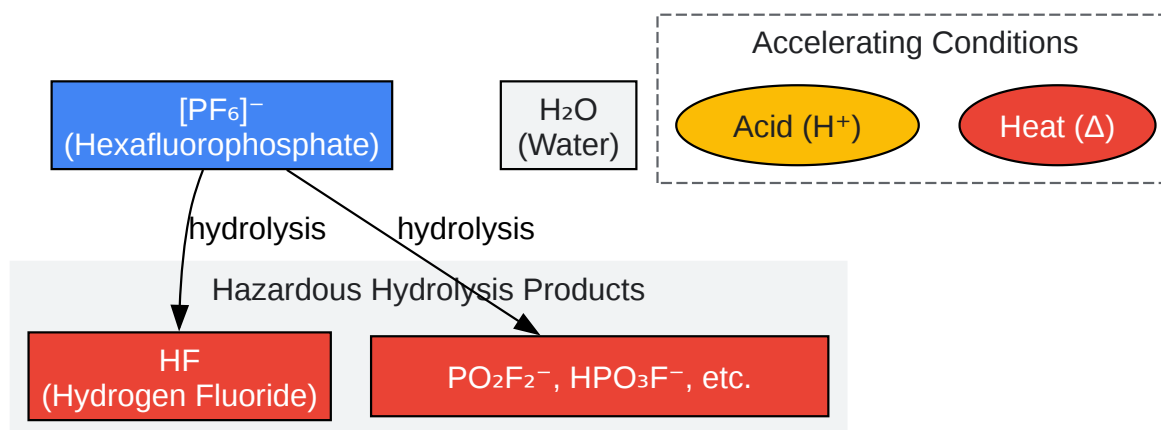 Accelerating Conditions
[PF₆]⁻
(Hexafluorophosphate)
H₂O
(Water)
Acid (H⁺)
Heat (Δ)
hydrolysis
hydrolysis
Hazardous Hydrolysis Products
HF
(Hydrogen Fluoride)
PO₂F₂⁻, HPO₃F⁻, etc.